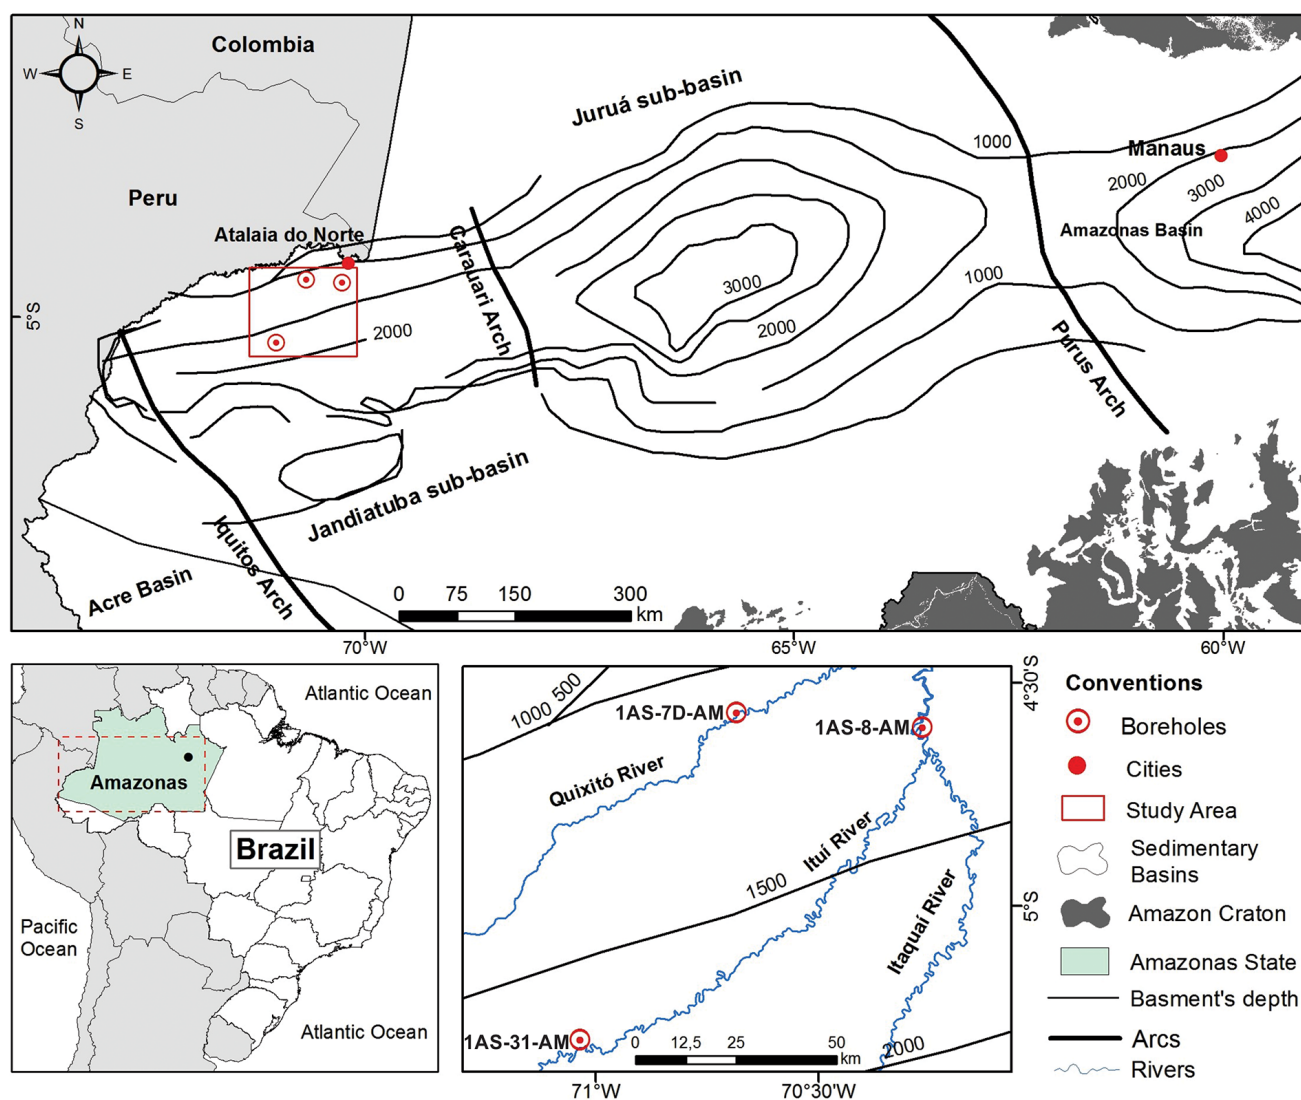 N
W
E
S
Colombia
Peru
Atalaia do Norte
Juruá sub-basin
Carauari Arch
Jandiatuba sub-basin
Iquitos Arch
Acre Basin
Purus Arch
Manaus
Amazonas Basin
1000
2000
3000
4000
1000
3000
2000
2000
5°S
0 75 150 300
km
70°W
65°W
60°W
Atlantic Ocean
Amazonas
Brazil
Pacific
Ocean
Atlantic Ocean
500
1000
1AS-7D-AM
1AS-8-AM
Quixitó River
Ituí River
1500
Itaquaí River
1AS-31-AM
0 12,5 25 50
km
2000
4°30'S
5°S
71°W
70°30'W
Conventions
Boreholes
Cities
Study Area
Sedimentary
Basins
Amazon Craton
Amazonas State
Basment's depth
Arcs
Rivers